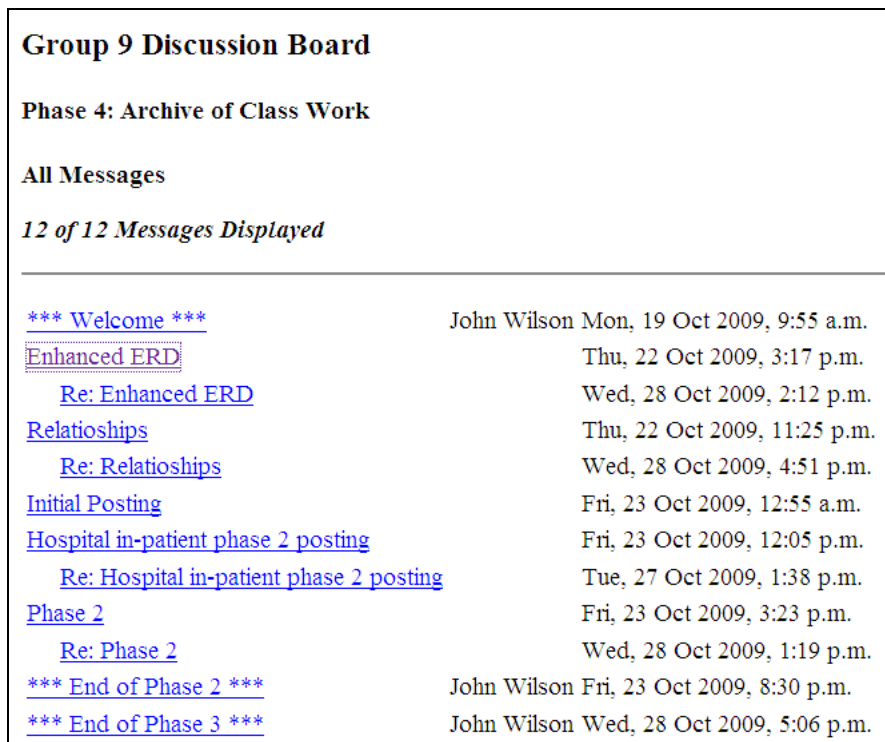 Group 9 Discussion Board
Phase 4: Archive of Class Work
All Messages
12 of 12 Messages Displayed
*** Welcome *** John Wilson Mon, 19 Oct 2009, 9:55 a.m.
Enhanced ERD Thu, 22 Oct 2009, 3:17 p.m.
Re: Enhanced ERD Wed, 28 Oct 2009, 2:12 p.m.
Relatioships Thu, 22 Oct 2009, 11:25 p.m.
Re: Relatioships Wed, 28 Oct 2009, 4:51 p.m.
Initial Posting Fri, 23 Oct 2009, 12:55 a.m.
Hospital in-patient phase 2 posting Fri, 23 Oct 2009, 12:05 p.m.
Re: Hospital in-patient phase 2 posting Tue, 27 Oct 2009, 1:38 p.m.
Phase 2 Fri, 23 Oct 2009, 3:23 p.m.
Re: Phase 2 Wed, 28 Oct 2009, 1:19 p.m.
*** End of Phase 2 *** John Wilson Fri, 23 Oct 2009, 8:30 p.m.
*** End of Phase 3 *** John Wilson Wed, 28 Oct 2009, 5:06 p.m.